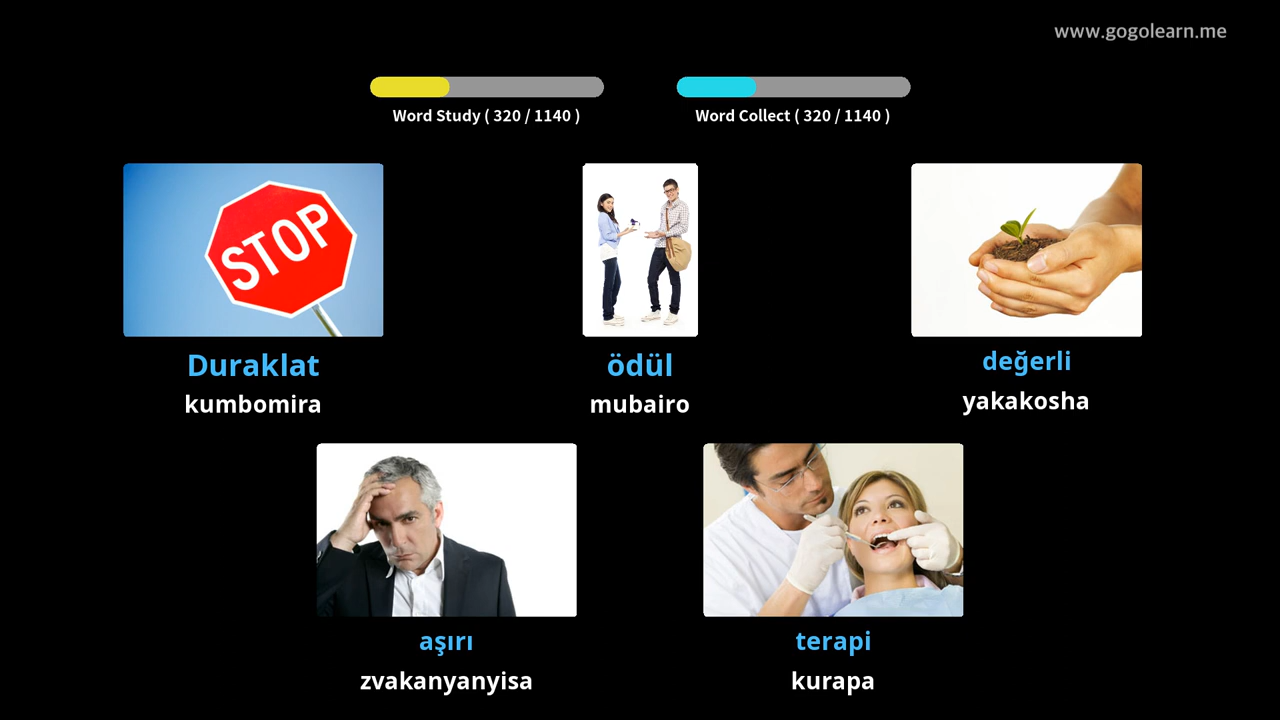 www.gogolearn.me
Word Study ( 320 / 1140 )
Word Collect ( 320 / 1140 )
STOP
Duraklat
kumbomira
ödül
mubairo
değerli
yakakosha
aşırı
zvakanyanyisa
terapi
kurapa